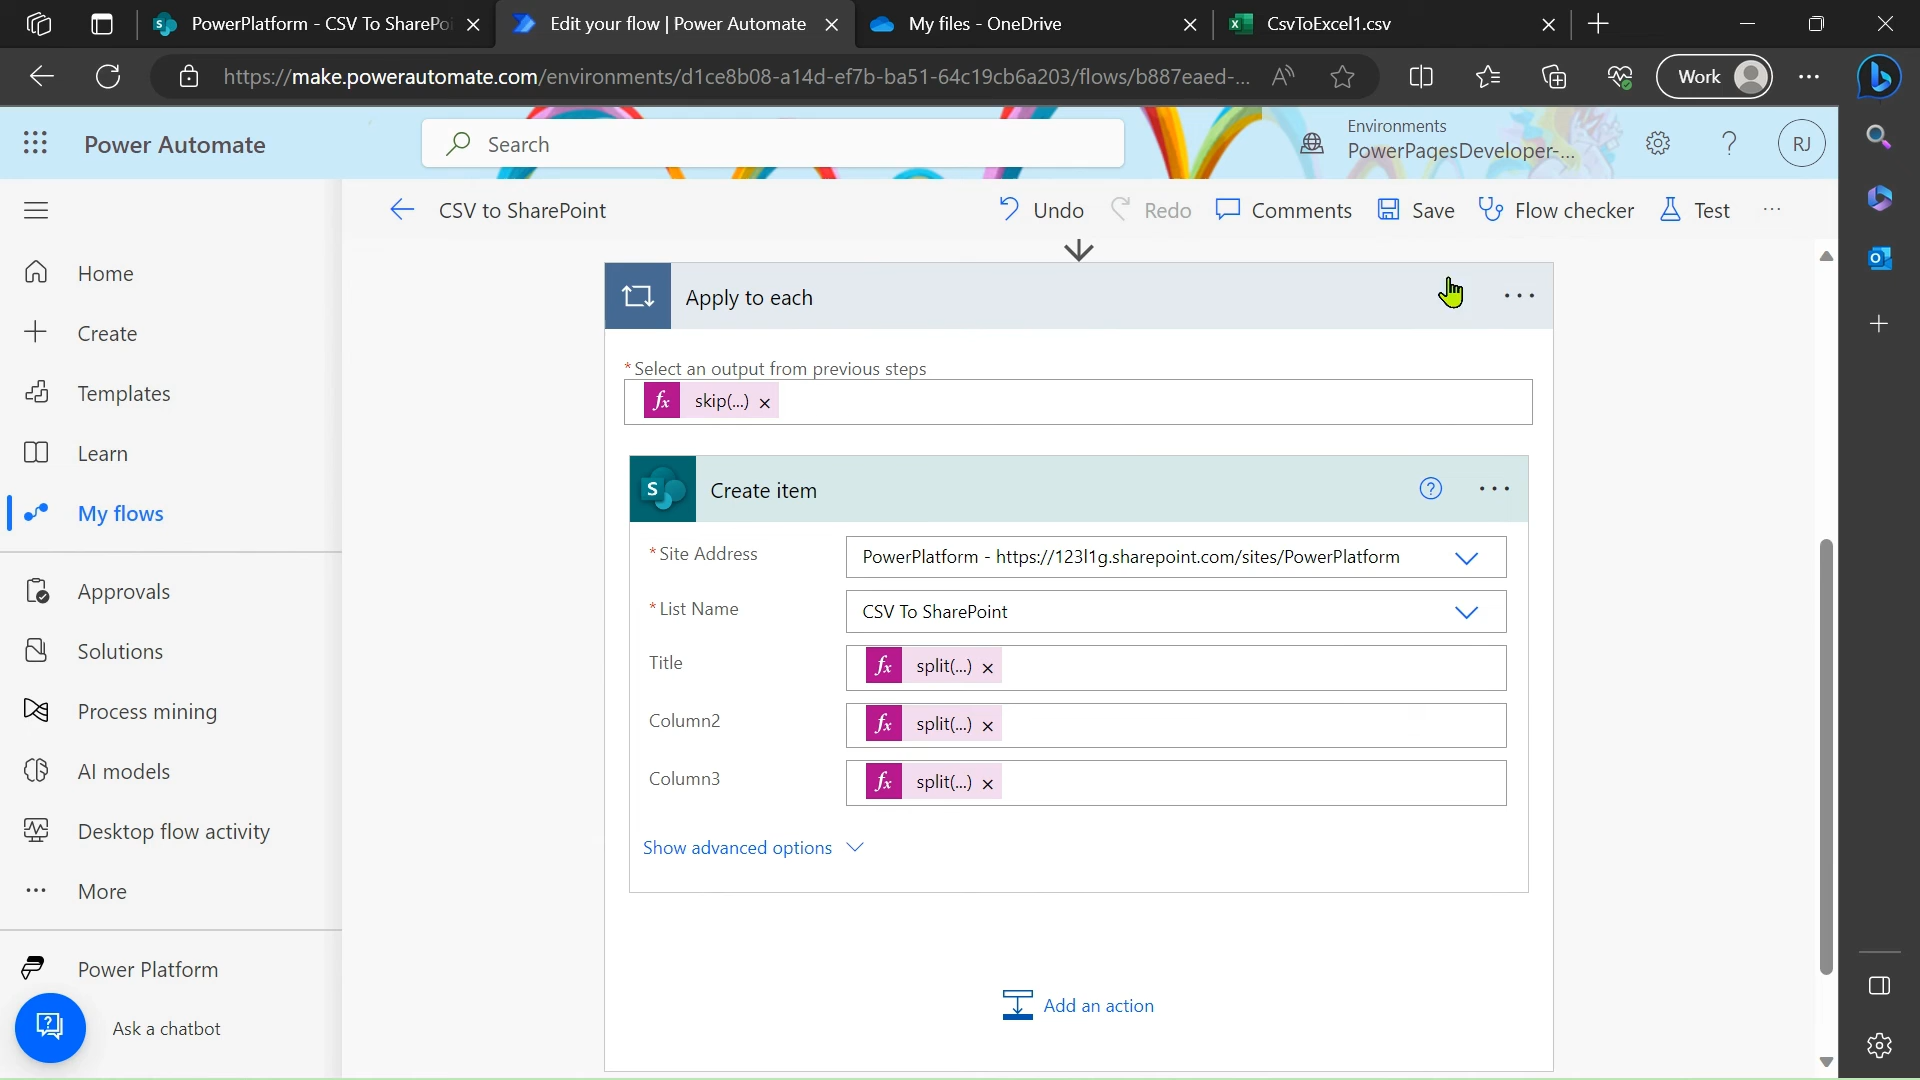 PowerPlatform - CSV To SharePoi
Edit your flow | Power Automate
My files - OneDrive
CsvToExcel1.csv
https://make.powerautomate.com/environments/d1ce8b08-a14d-ef7b-ba51-64c19cb6a203/flows/b887eaed-...
Work
Power Automate
Search
Environments
PowerPagesDeveloper-...
RJ
CSV to SharePoint
Undo
Redo
Comments
Save
Flow checker
Test
Home
Create
Templates
Learn
My flows
Approvals
Solutions
Process mining
AI models
Desktop flow activity
More
Power Platform
Ask a chatbot
Apply to each
* Select an output from previous steps
fx skip(...) ×
S
Create item
* Site Address
PowerPlatform - https://123l1g.sharepoint.com/sites/PowerPlatform
* List Name
CSV To SharePoint
Title
fx split(...) ×
Column2
fx split(...) ×
Column3
fx split(...) ×
Show advanced options
Add an action